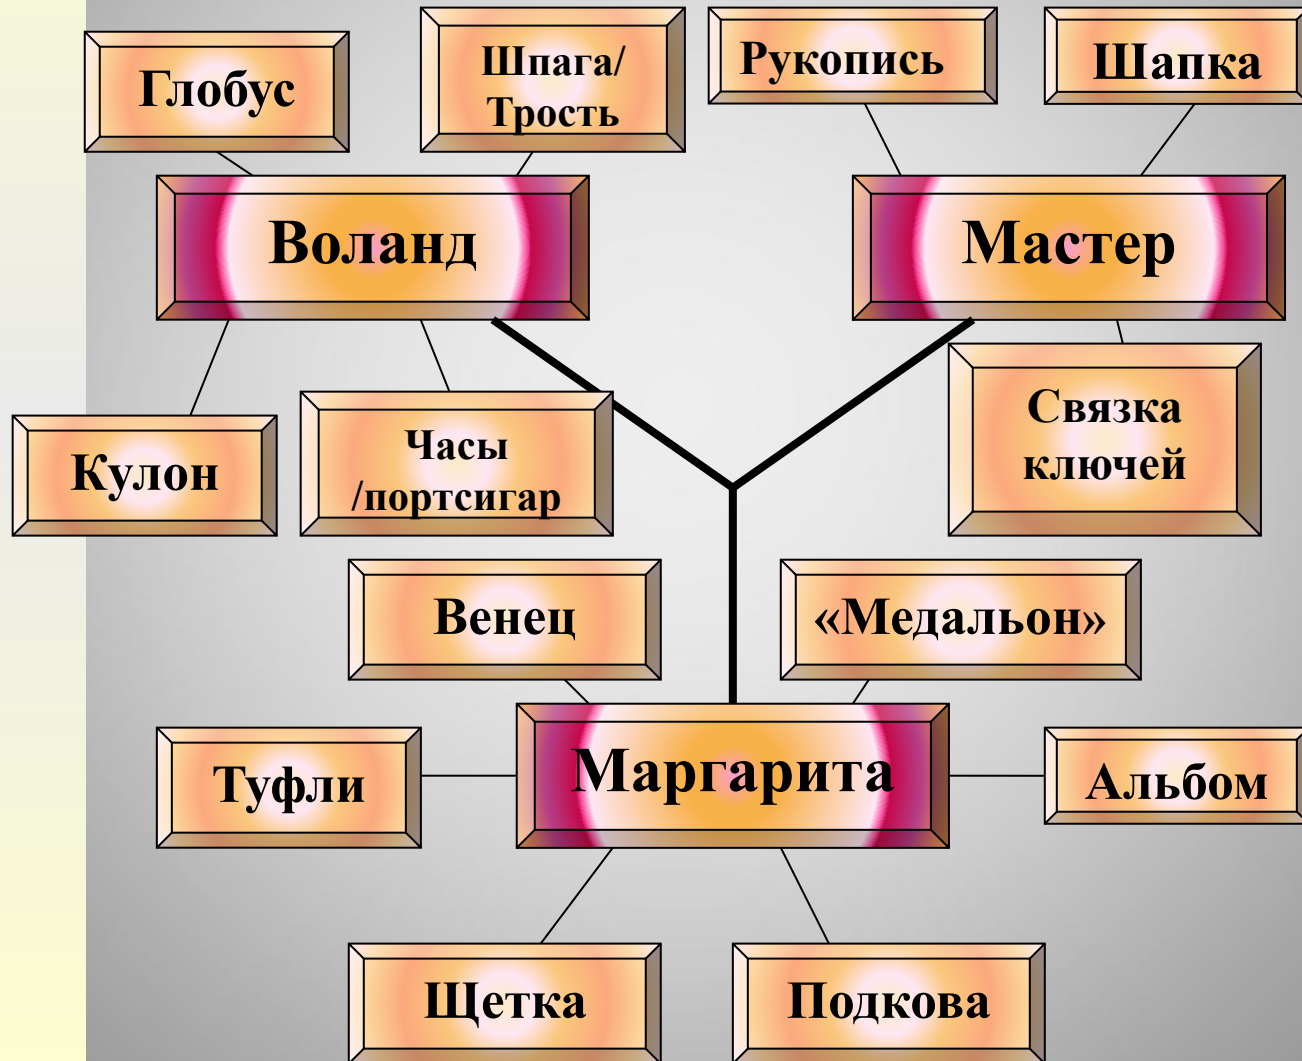 Глобус
Шпага/
Трость
Рукопись
Шапка
Воланд
Мастер
Кулон
Часы
/портсигар
Связка
ключей
Венец
«Медальон»
Туфли
Маргарита
Альбом
Щетка
Подкова